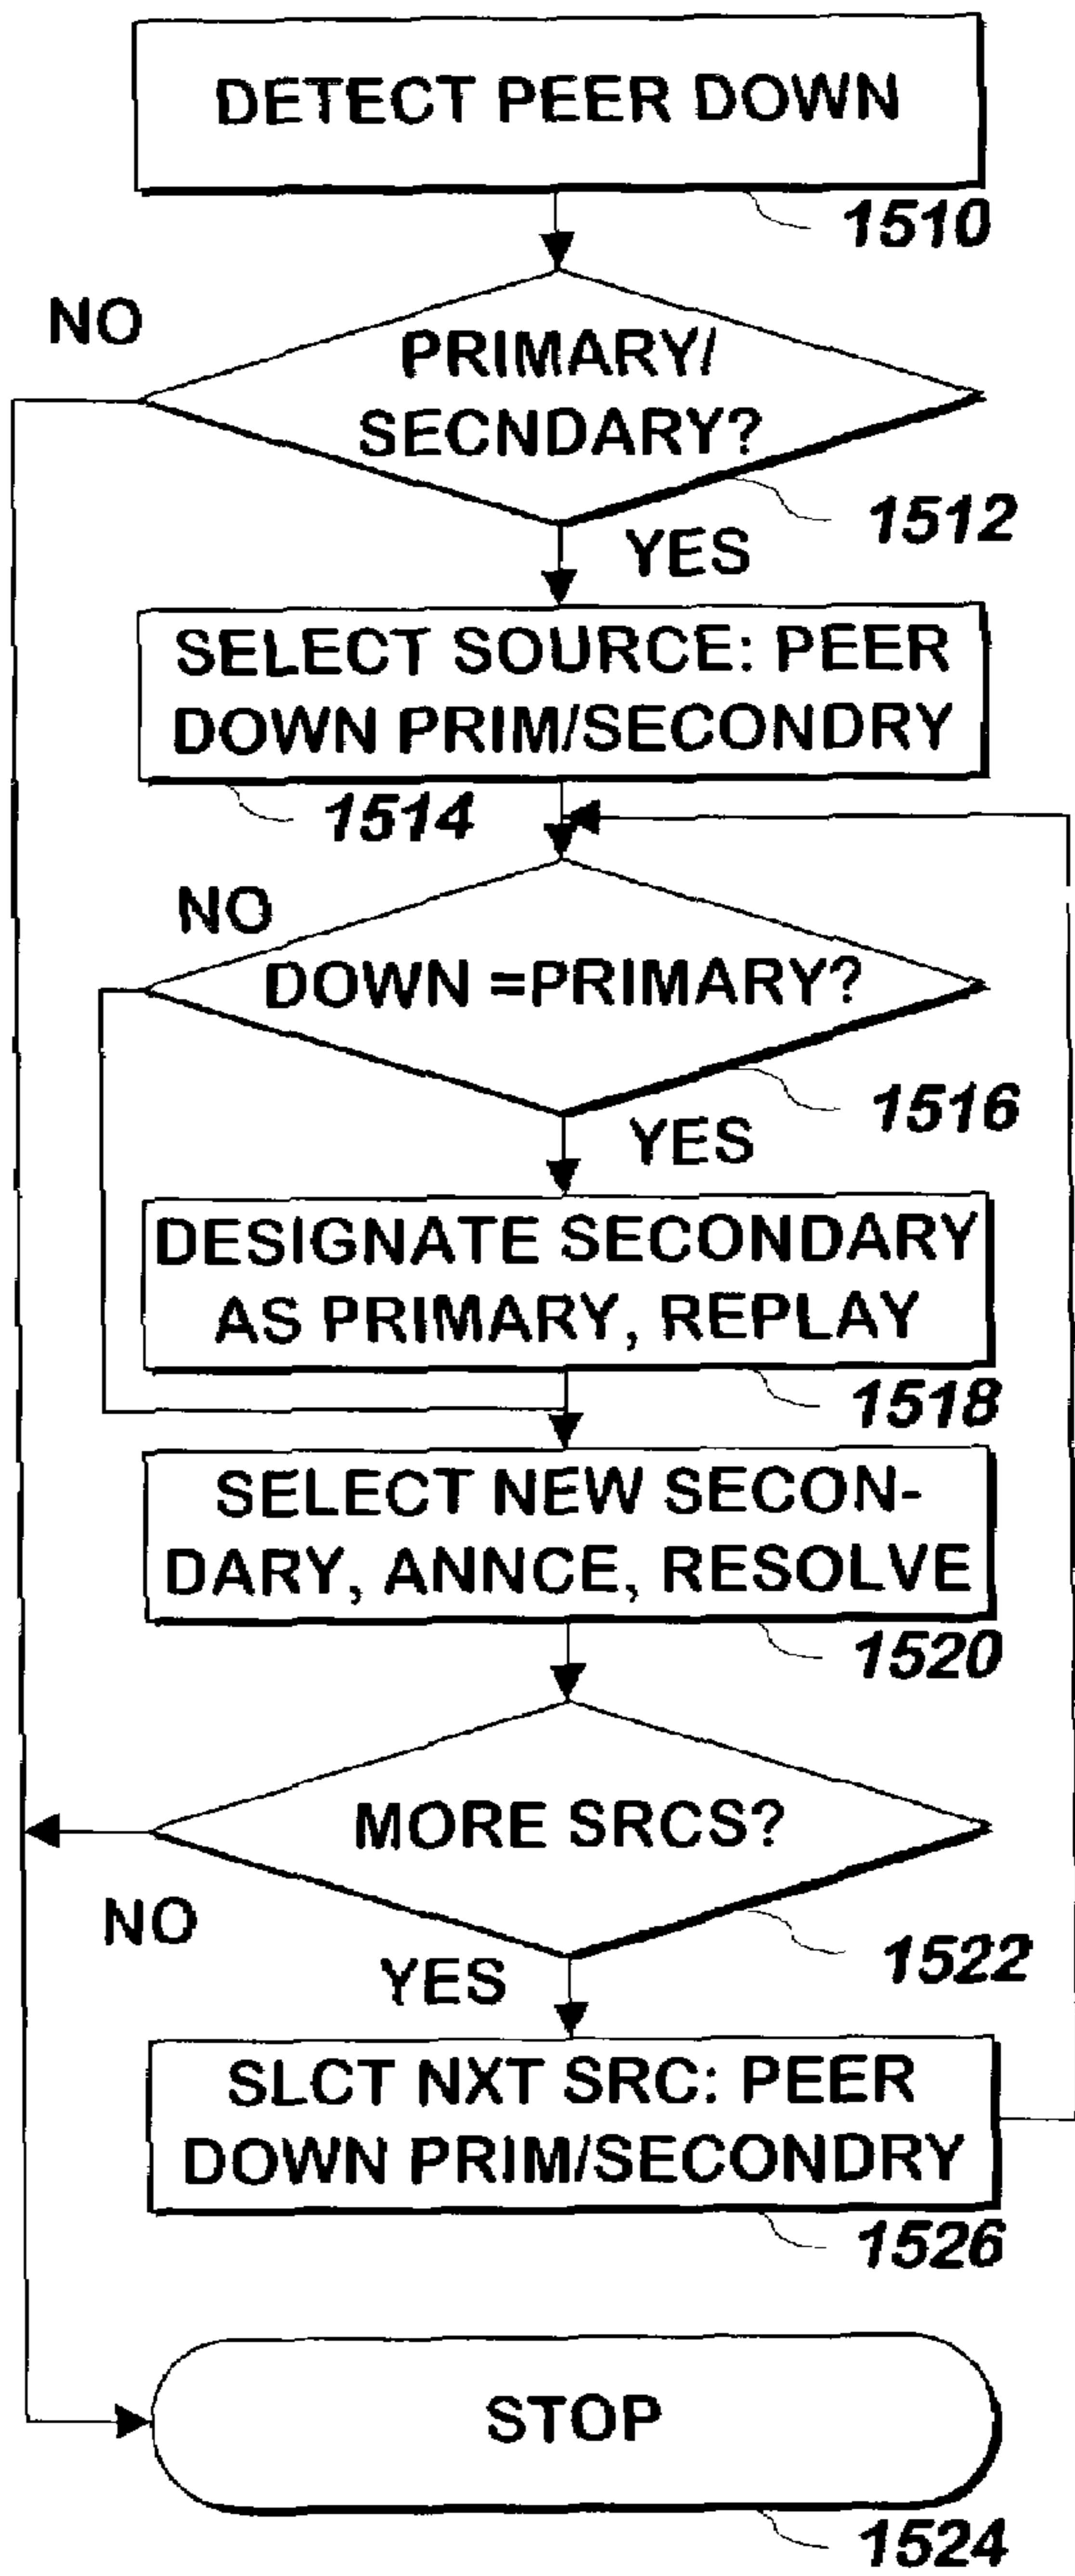 DETECT PEER DOWN
1510
NO
PRIMARY/
SECNDARY?
1512
YES
SELECT SOURCE: PEER
DOWN PRIM/SECONDRY
1514
NO
DOWN =PRIMARY?
1516
YES
DESIGNATE SECONDARY
AS PRIMARY, REPLAY
1518
SELECT NEW SECON-
DARY, ANNCE, RESOLVE
1520
MORE SRCS?
NO
1522
YES
SLCT NXT SRC: PEER
DOWN PRIM/SECONDRY
1526
STOP
1524